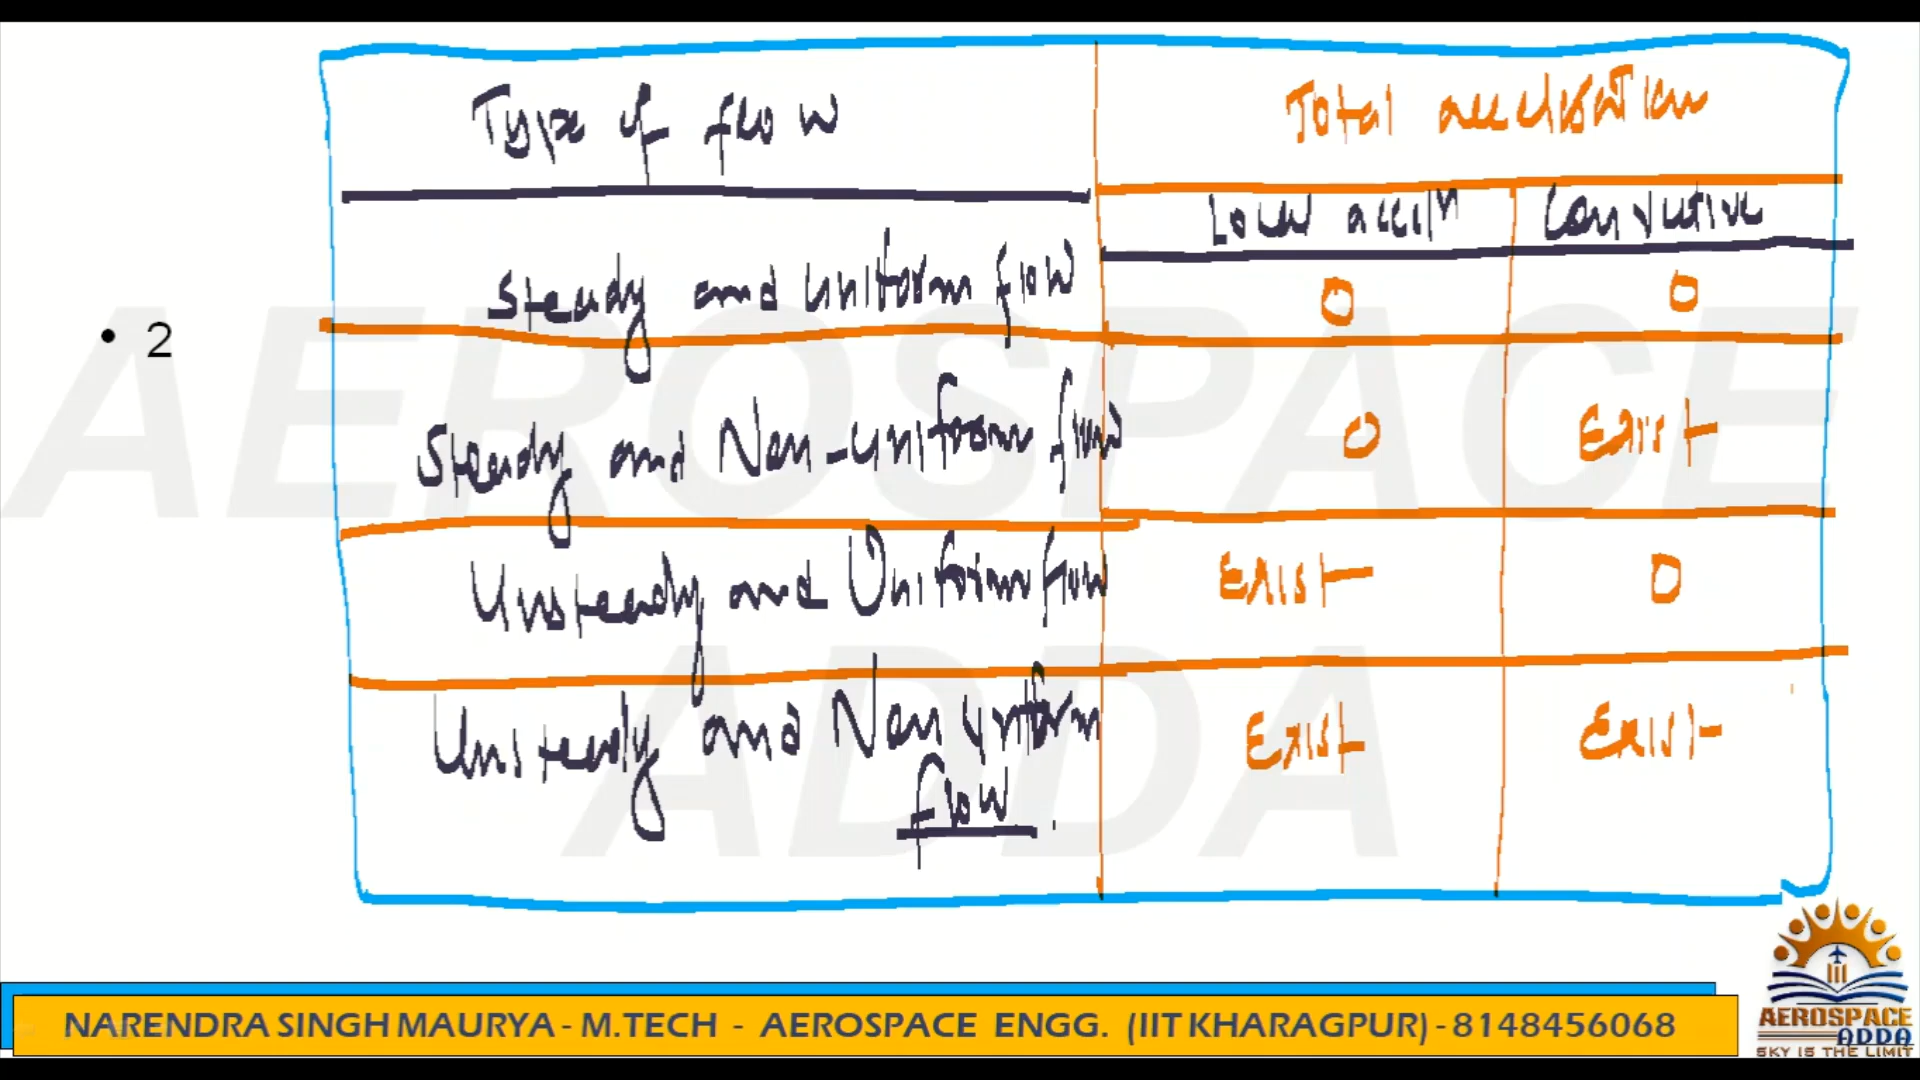 Type of flow
Total acceleration
Local accl^n
Convective
Steady and uniform flow
0
0
• 2
Steady and Non-uniform flow
0
Exist
Unsteady and Uniform flow
Exist
0
Unsteady and Non uniform
flow
Exist
Exist
AEROSPACE
ADDA
NARENDRA SINGH MAURYA - M.TECH - AEROSPACE ENGG. (IIT KHARAGPUR) - 8148456068
AEROSPACE
ADDA
SKY IS THE LIMIT